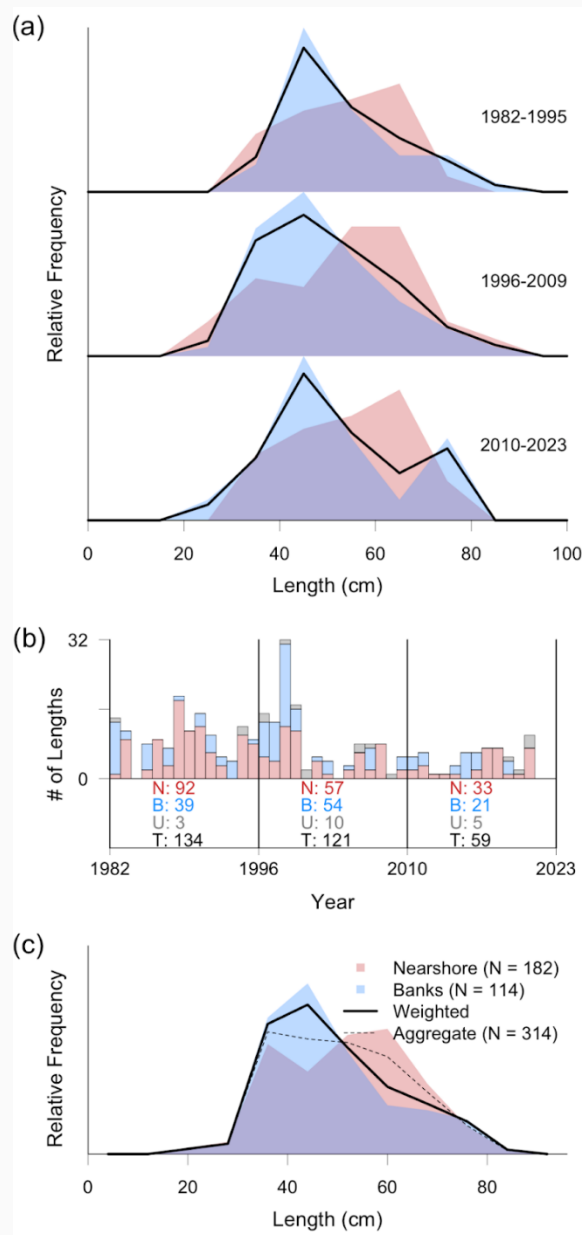 (a)
Relative Frequency
1982-1995
1996-2009
2010-2023
0 20 40 60 80 100
Length (cm)
(b)
# of Lengths
32
0
N: 92 N: 57 N: 33
B: 39 B: 54 B: 21
U: 3 U: 10 U: 5
T: 134 T: 121 T: 59
1982 1996 2010 2023
Year
(c)
Relative Frequency
Nearshore (N = 182)
Banks (N = 114)
Weighted
Aggregate (N = 314)
0 20 40 60 80
Length (cm)